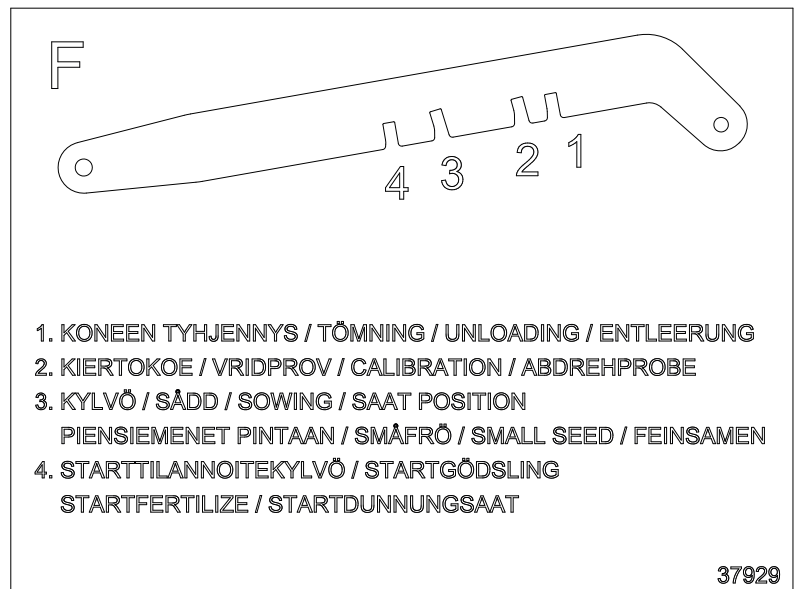 F
4 3 2 1
1. KONEEN TYHJENNYS / TÖMNING / UNLOADING / ENTLEERUNG
2. KIERTOKOE / VRIDPROV / CALIBRATION / ABDREHPROBE
3. KYLVÖ / SÅDD / SOWING / SAAT POSITION
PIENSIEMENET PINTAAN / SMÅFRÖ / SMALL SEED / FEINSAMEN
4. STARTTILANNOITEKYLVÖ / STARTGÖDSLING
STARTFERTILIZE / STARTDUNNUNGSAAT
37929